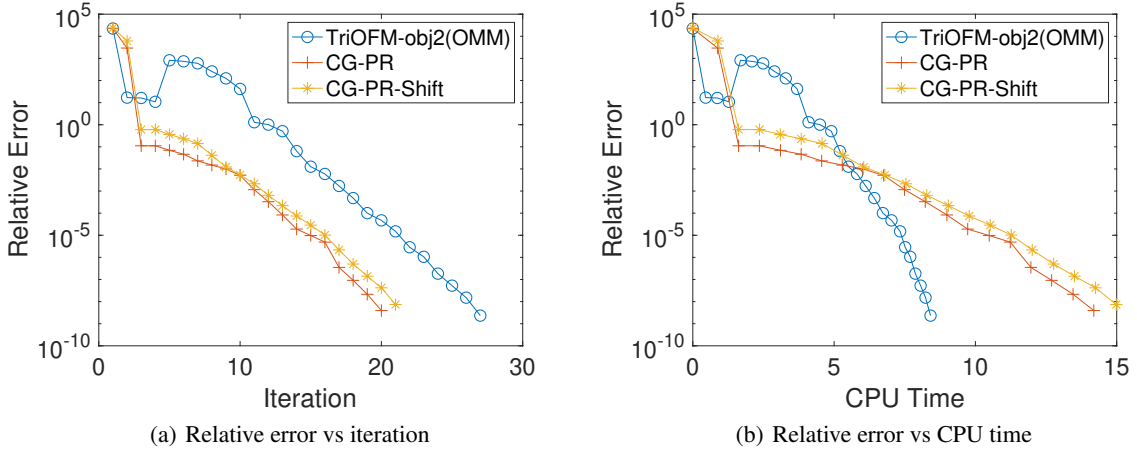 10^5
10^0
10^-5
10^-10
Relative Error
TriOFM-obj2(OMM)
CG-PR
CG-PR-Shift
0 10 20 30
Iteration
(a) Relative error vs iteration
10^5
10^0
10^-5
10^-10
Relative Error
TriOFM-obj2(OMM)
CG-PR
CG-PR-Shift
0 5 10 15
CPU Time
(b) Relative error vs CPU time